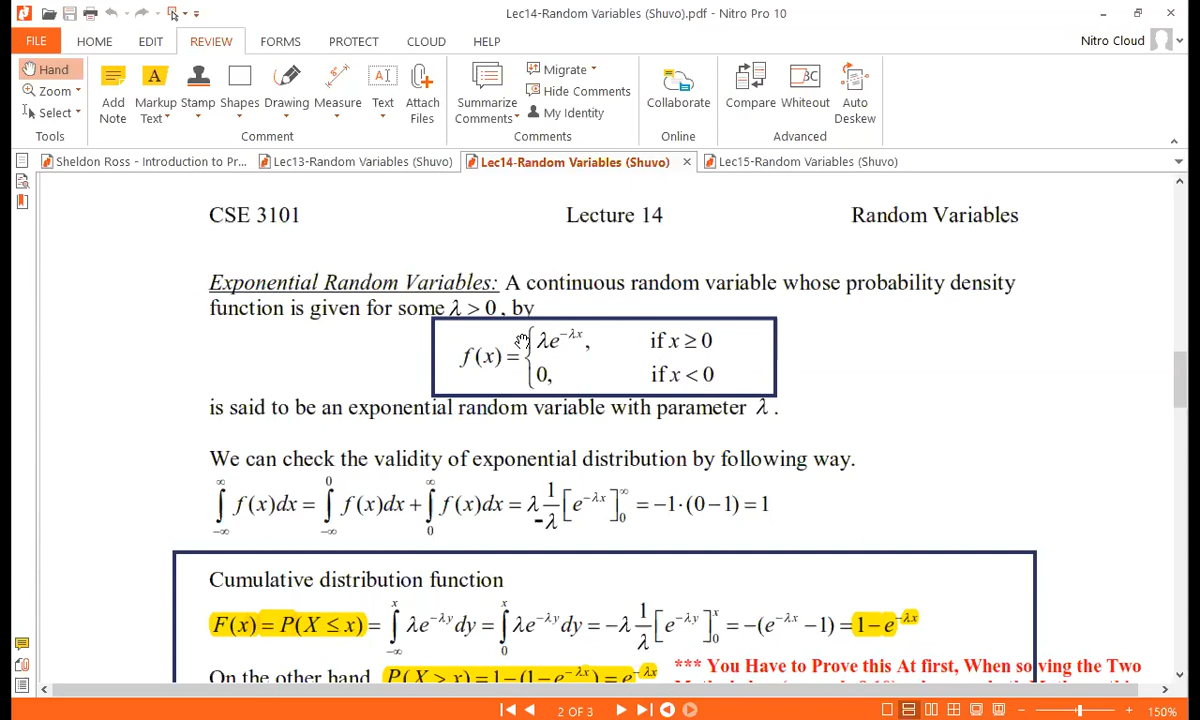 Lec14-Random Variables (Shuvo).pdf - Nitro Pro 10
FILE HOME EDIT REVIEW FORMS PROTECT CLOUD HELP Nitro Cloud
Hand
Zoom
Select
Tools
Add Note
Markup Text
Stamp
Shapes
Drawing
Measure
Text
Attach Files
Comment
Summarize Comments
Migrate
Hide Comments
My Identity
Comments
Collaborate
Online
Compare
Whiteout
Auto Deskew
Advanced
Sheldon Ross - Introduction to Pr... Lec13-Random Variables (Shuvo) Lec14-Random Variables (Shuvo) × Lec15-Random Variables (Shuvo)
CSE 3101 Lecture 14 Random Variables
Exponential Random Variables: A continuous random variable whose probability density
function is given for some λ > 0 , by
f(x) = { λe^{-λx}, if x ≥ 0
0, if x < 0
is said to be an exponential random variable with parameter λ .
We can check the validity of exponential distribution by following way.
∫_{-∞}^{∞} f(x)dx = ∫_{-∞}^{0} f(x)dx + ∫_{0}^{∞} f(x)dx = λ 1/-λ [e^{-λx}]_{0}^{∞} = -1·(0-1) = 1
Cumulative distribution function
F(x) = P(X ≤ x) = ∫_{-∞}^{x} λe^{-λy}dy = ∫_{0}^{x} λe^{-λy}dy = -λ 1/λ [e^{-λy}]_{0}^{x} = -(e^{-λx} -1) = 1-e^{-λx}
On the other hand P(X > x) = 1-(1-e^{-λx}) = e^{-λx}
*** You Have to Prove this At first, When solving the Two
2 OF 3
150%